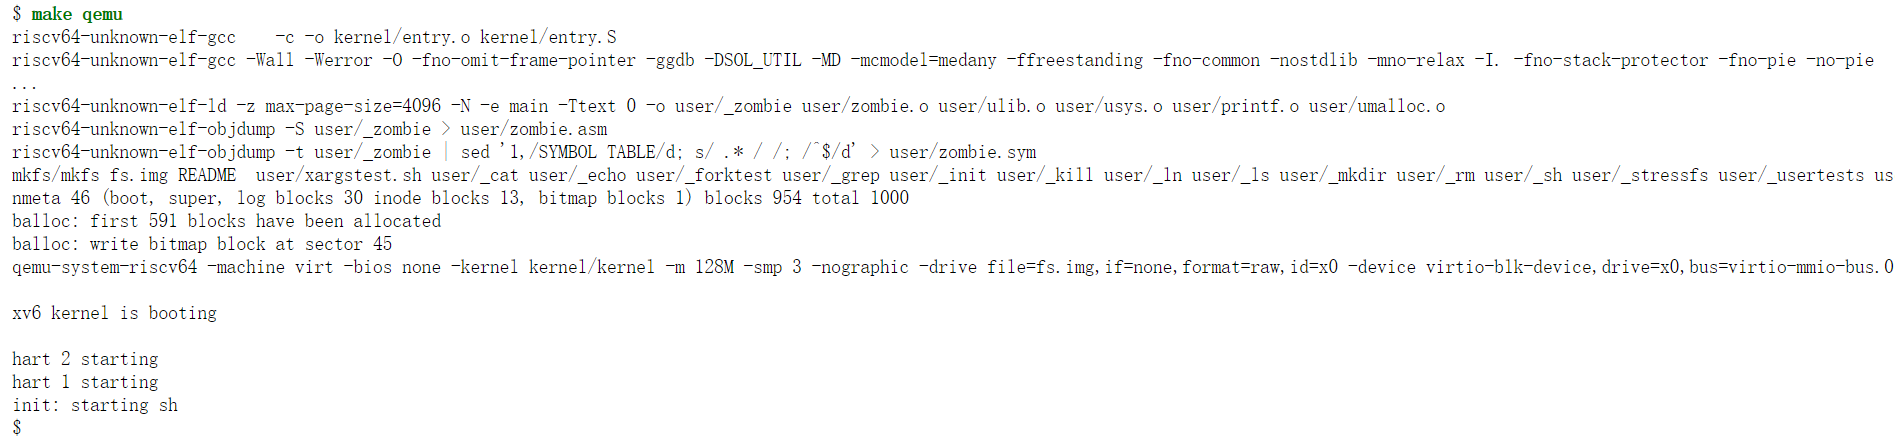 $ make qemu
riscv64-unknown-elf-gcc    -c -o kernel/entry.o kernel/entry.S
riscv64-unknown-elf-gcc -Wall -Werror -O -fno-omit-frame-pointer -ggdb -DSOL_UTIL -MD -mcmodel=medany -ffreestanding -fno-common -nostdlib -mno-relax -I. -fno-stack-protector -fno-pie -no-pie
...
riscv64-unknown-elf-ld -z max-page-size=4096 -N -e main -Ttext 0 -o user/_zombie user/zombie.o user/ulib.o user/usys.o user/printf.o user/umalloc.o
riscv64-unknown-elf-objdump -S user/_zombie > user/zombie.asm
riscv64-unknown-elf-objdump -t user/_zombie | sed '1,/SYMBOL TABLE/d; s/ .* / /; /^$/d' > user/zombie.sym
mkfs/mkfs fs.img README  user/xargstest.sh user/_cat user/_echo user/_forktest user/_grep user/_init user/_kill user/_ln user/_ls user/_mkdir user/_rm user/_sh user/_stressfs user/_usertests us
nmeta 46 (boot, super, log blocks 30 inode blocks 13, bitmap blocks 1) blocks 954 total 1000
balloc: first 591 blocks have been allocated
balloc: write bitmap block at sector 45
qemu-system-riscv64 -machine virt -bios none -kernel kernel/kernel -m 128M -smp 3 -nographic -drive file=fs.img,if=none,format=raw,id=x0 -device virtio-blk-device,drive=x0,bus=virtio-mmio-bus.0
xv6 kernel is booting
hart 2 starting
hart 1 starting
init: starting sh
$